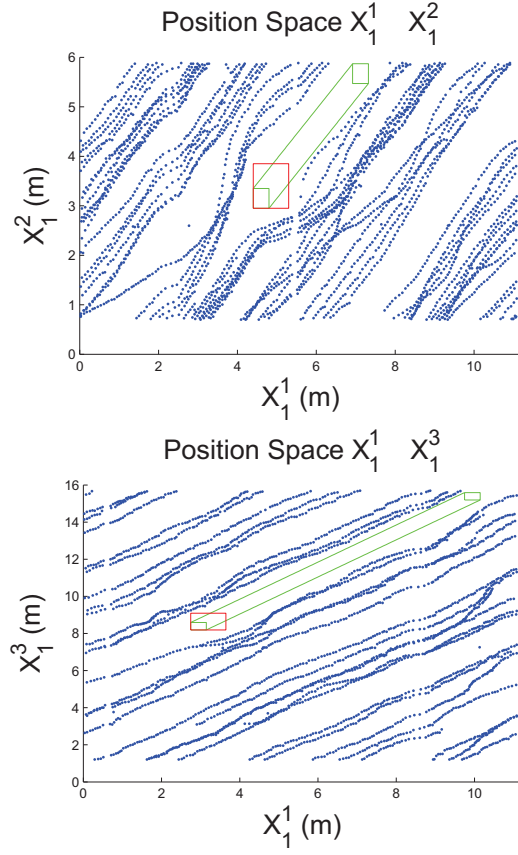 Position Space X₁¹ X₁²
6
5
4
3
2
1
0
X₁² (m)
0 2 4 6 8 10
X₁¹ (m)
Position Space X₁¹ X₁³
16
14
12
10
8
6
4
2
0
X₁³ (m)
0 2 4 6 8 10
X₁¹ (m)